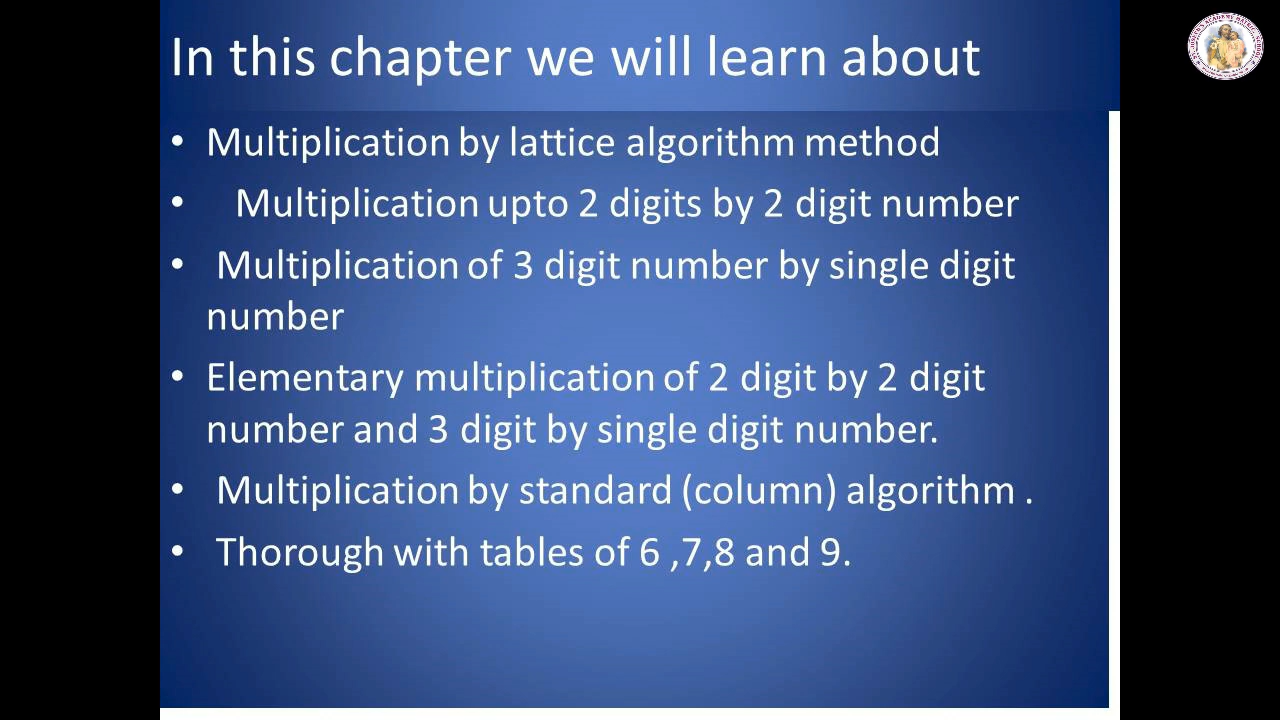 In this chapter we will learn about
• Multiplication by lattice algorithm method
• Multiplication upto 2 digits by 2 digit number
• Multiplication of 3 digit number by single digit
number
• Elementary multiplication of 2 digit by 2 digit
number and 3 digit by single digit number.
• Multiplication by standard (column) algorithm .
• Thorough with tables of 6 ,7,8 and 9.